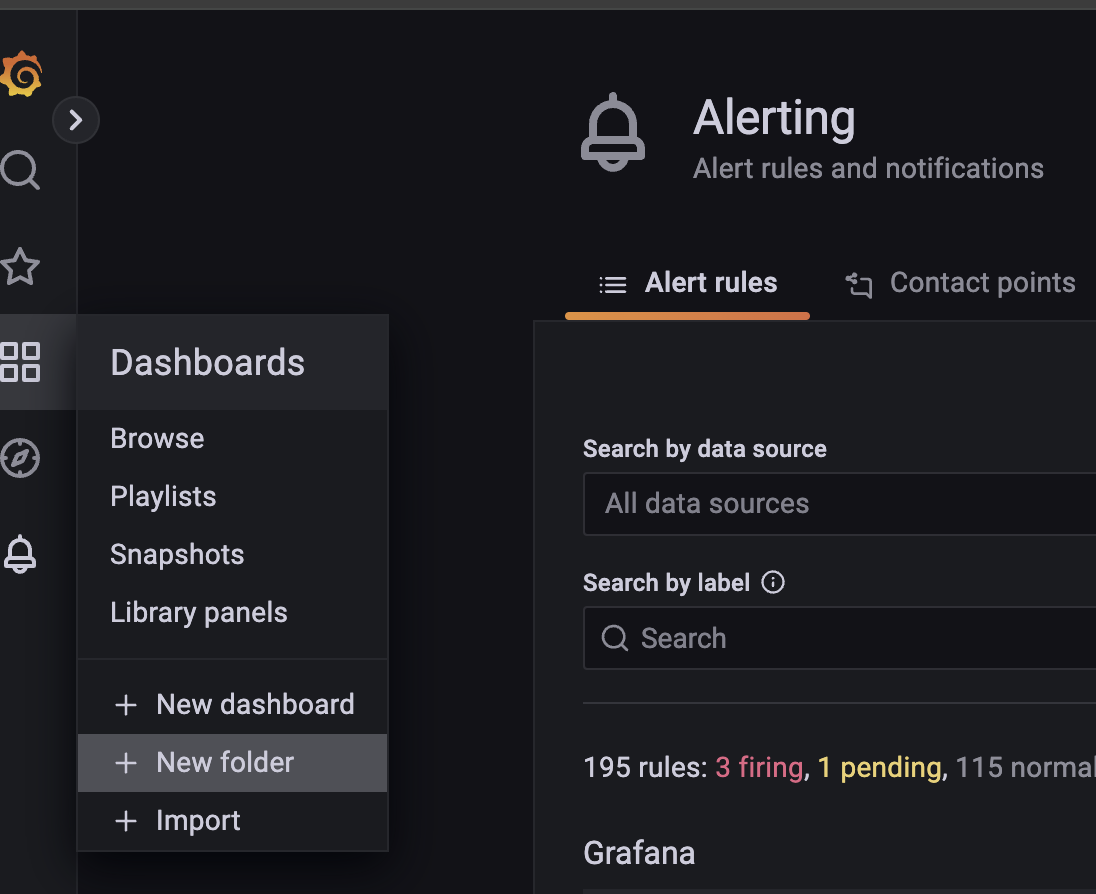 Alerting
Alert rules and notifications
Alert rules
Contact points
Dashboards
Browse
Playlists
Snapshots
Library panels
+ New dashboard
+ New folder
+ Import
Search by data source
All data sources
Search by label
Search
195 rules: 3 firing, 1 pending, 115 normal
Grafana